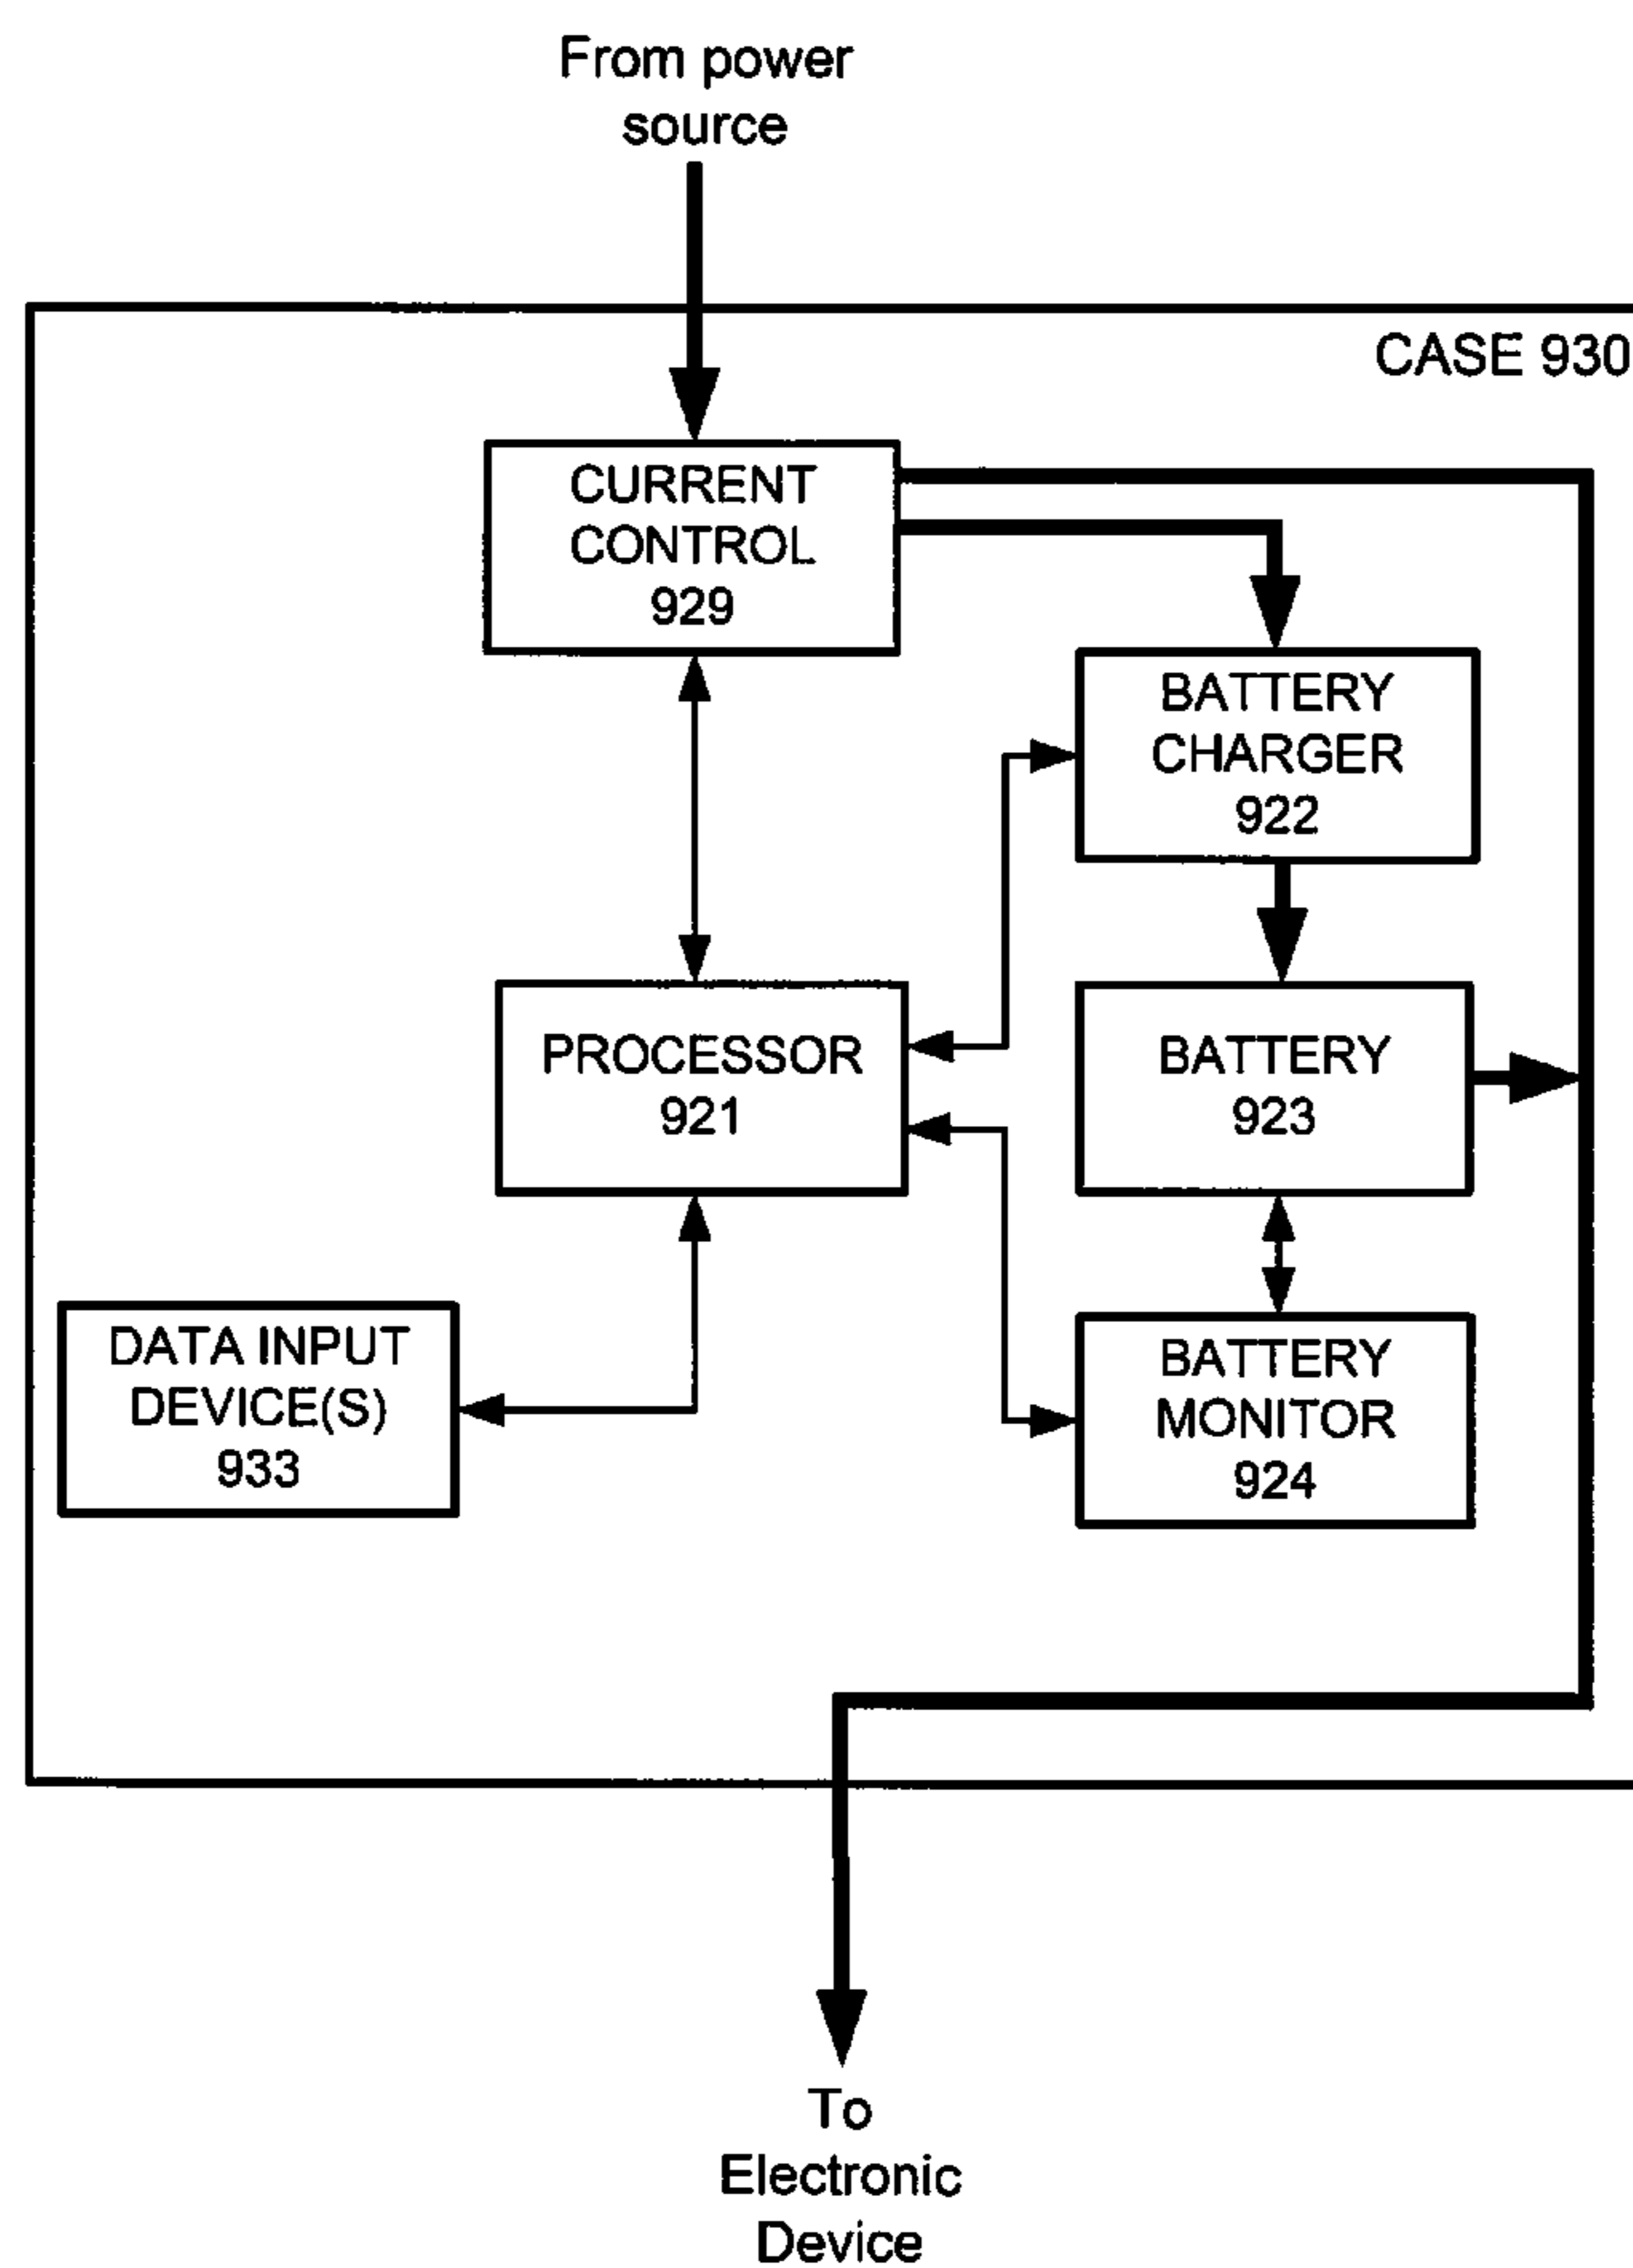 From power
source
CASE 930
CURRENT
CONTROL
929
BATTERY
CHARGER
922
PROCESSOR
921
BATTERY
923
DATA INPUT
DEVICE(S)
933
BATTERY
MONITOR
924
To
Electronic
Device